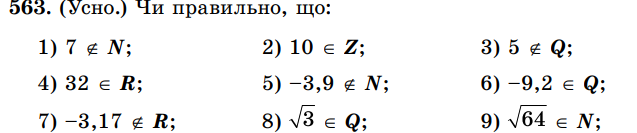 563. (Усно.) Чи правильно, що:
1) 7 ∉ N; 2) 10 ∈ Z; 3) 5 ∉ Q;
4) 32 ∈ R; 5) −3,9 ∉ N; 6) −9,2 ∈ Q;
7) −3,17 ∉ R; 8) √3 ∈ Q; 9) √64 ∈ N;